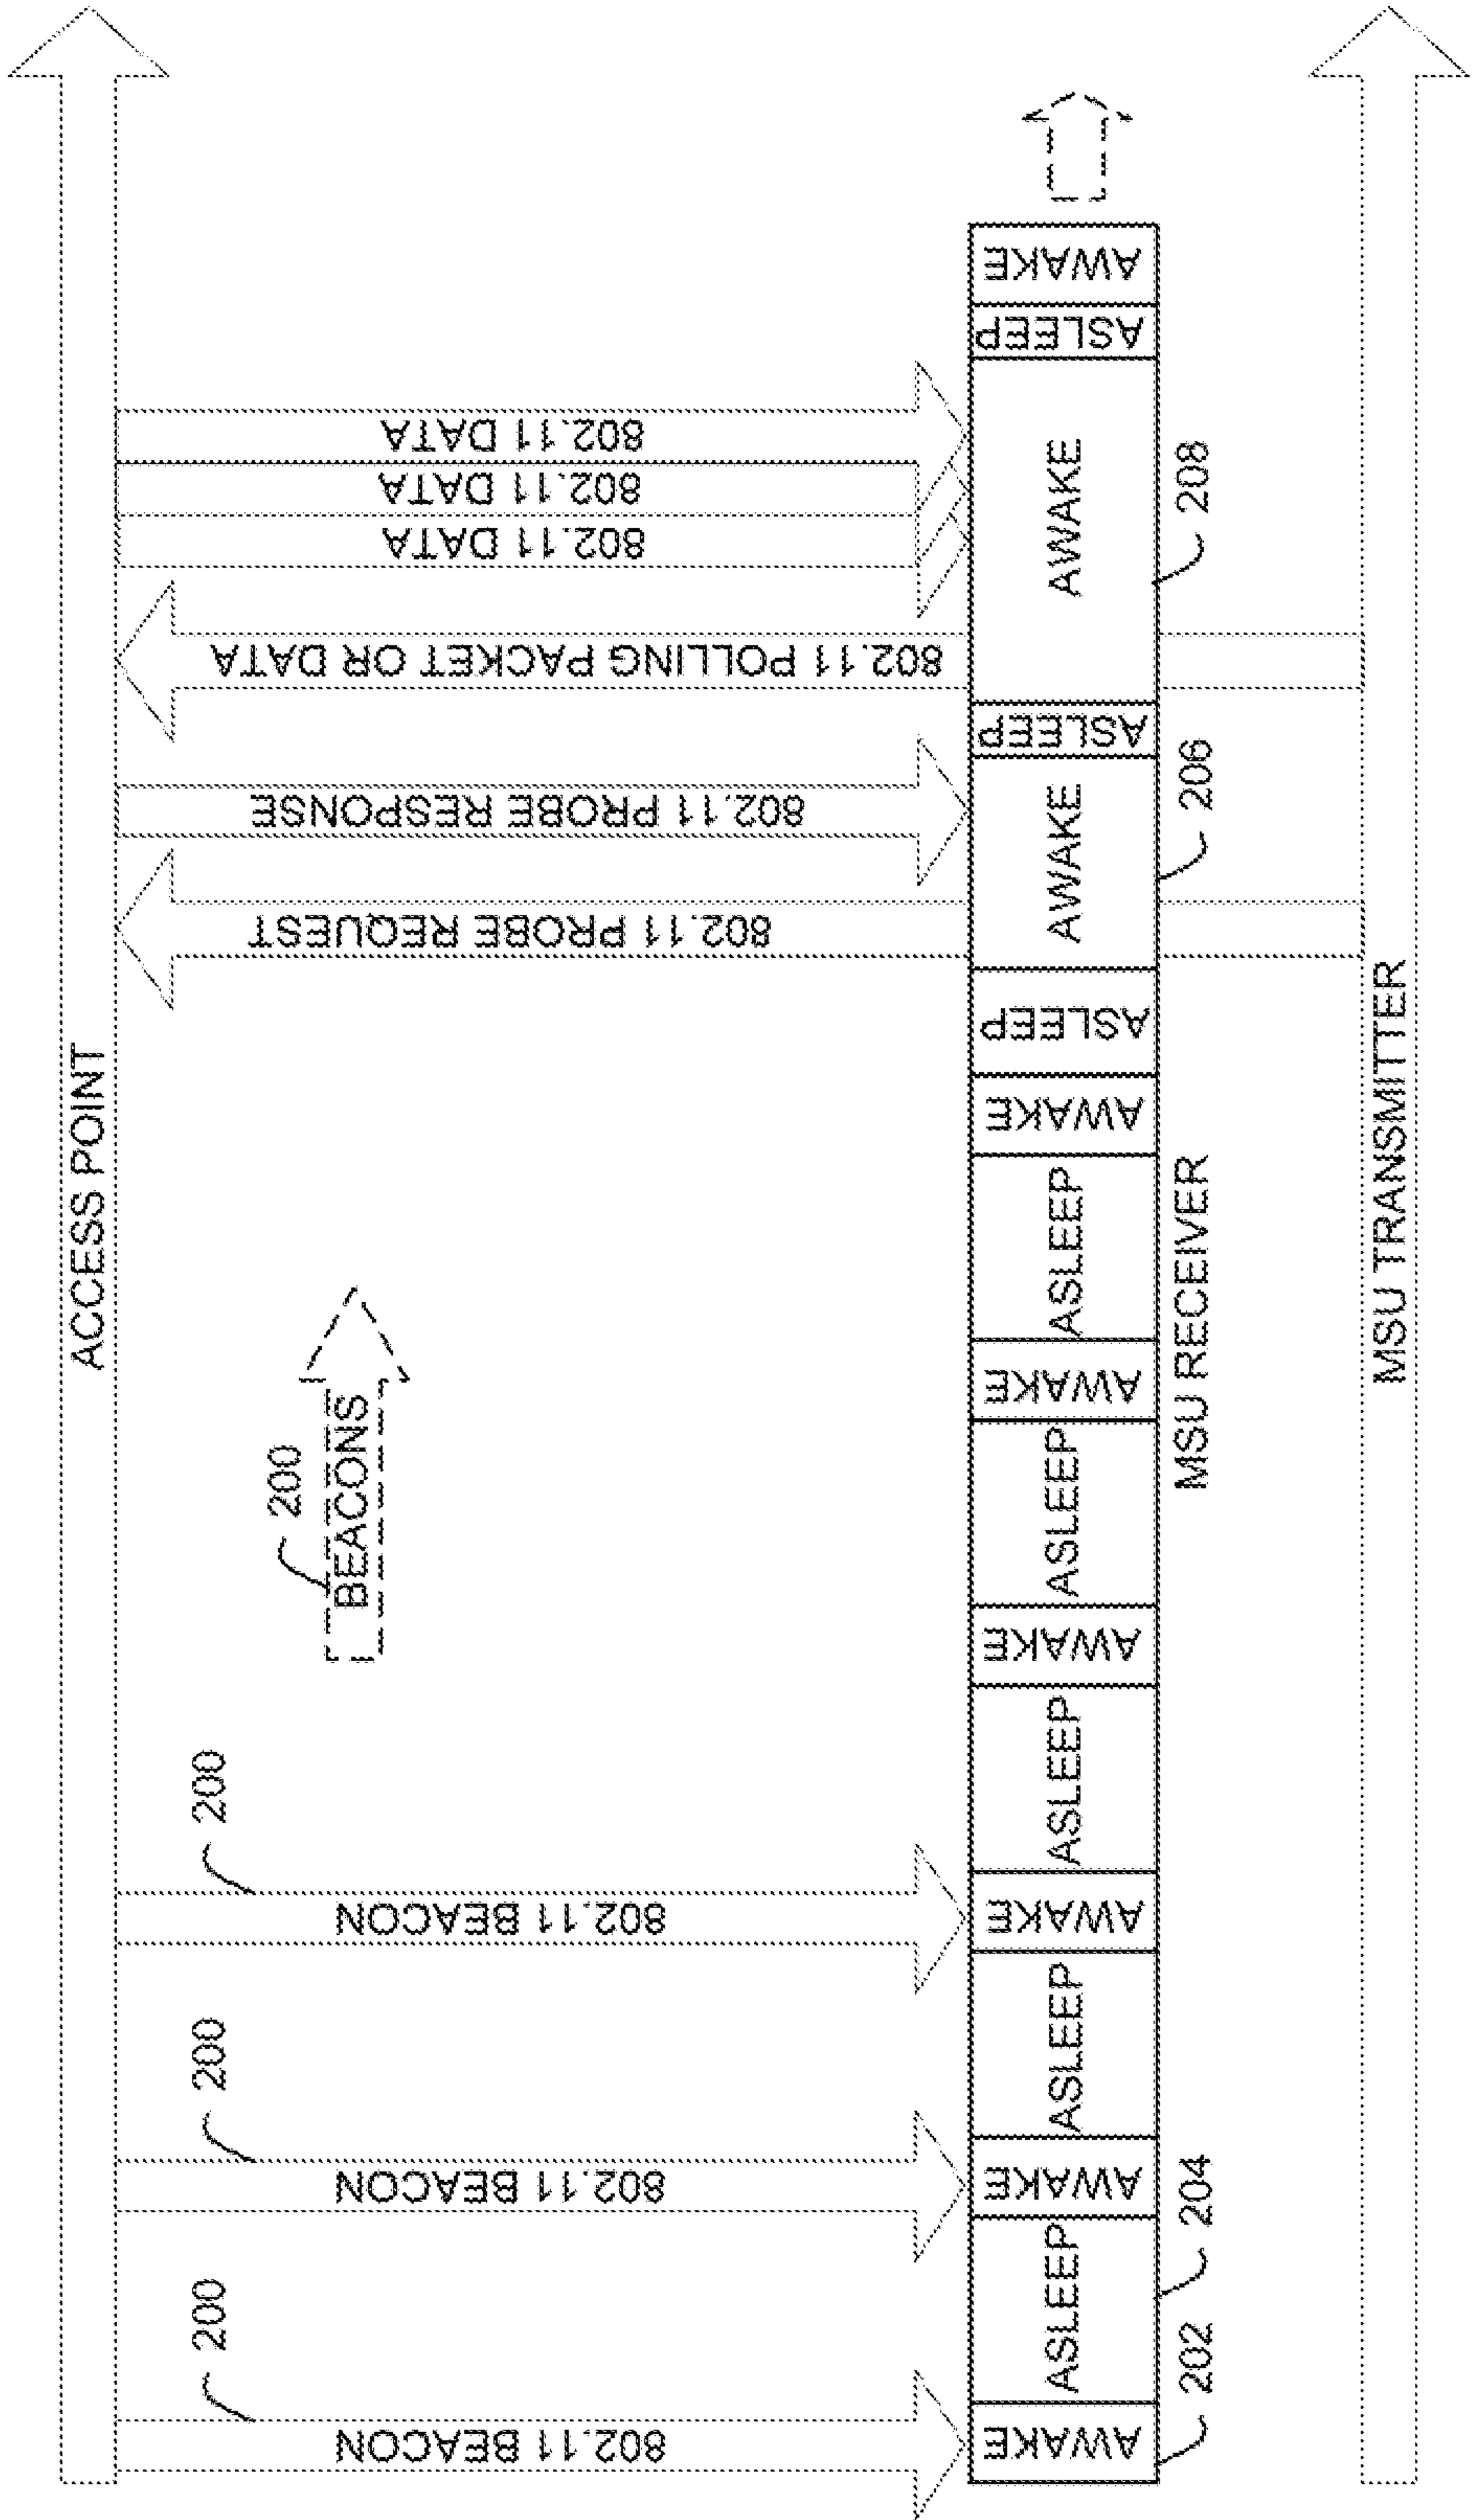 ACCESS POINT
200
200
200
200
BEACONS
802.11 BEACON
802.11 BEACON
802.11 BEACON
802.11 PROBE REQUEST
802.11 PROBE RESPONSE
802.11 POLLING PACKET OR DATA
802.11 DATA
802.11 DATA
802.11 DATA
AWAKE
ASLEEP
AWAKE
ASLEEP
AWAKE
ASLEEP
AWAKE
ASLEEP
AWAKE
ASLEEP
AWAKE
ASLEEP
AWAKE
ASLEEP
AWAKE
ASLEEP
AWAKE
202
204
MSU RECEIVER
206
208
MSU TRANSMITTER